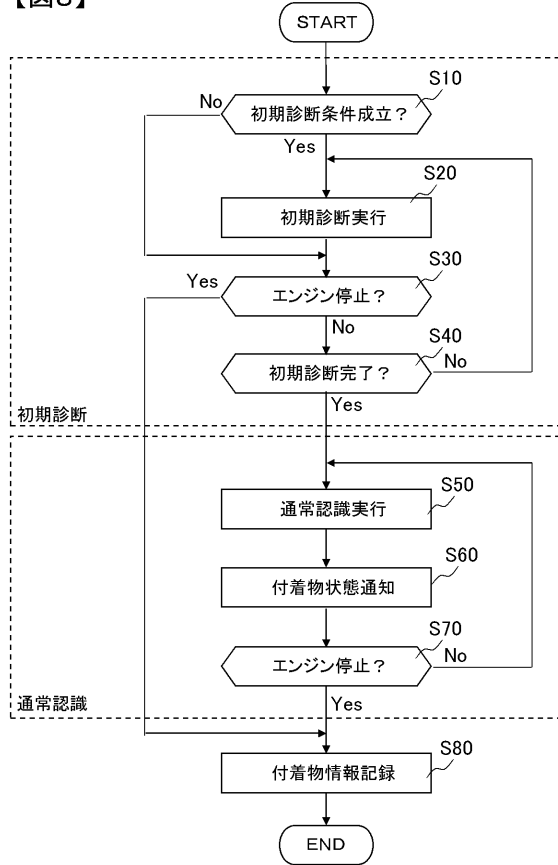 START
S10
No
初期診断条件成立？
Yes
S20
初期診断実行
S30
Yes
エンジン停止？
No
S40
初期診断完了？
No
Yes
初期診断
S50
通常認識実行
S60
付着物状態通知
S70
エンジン停止？
No
Yes
通常認識
S80
付着物情報記録
END